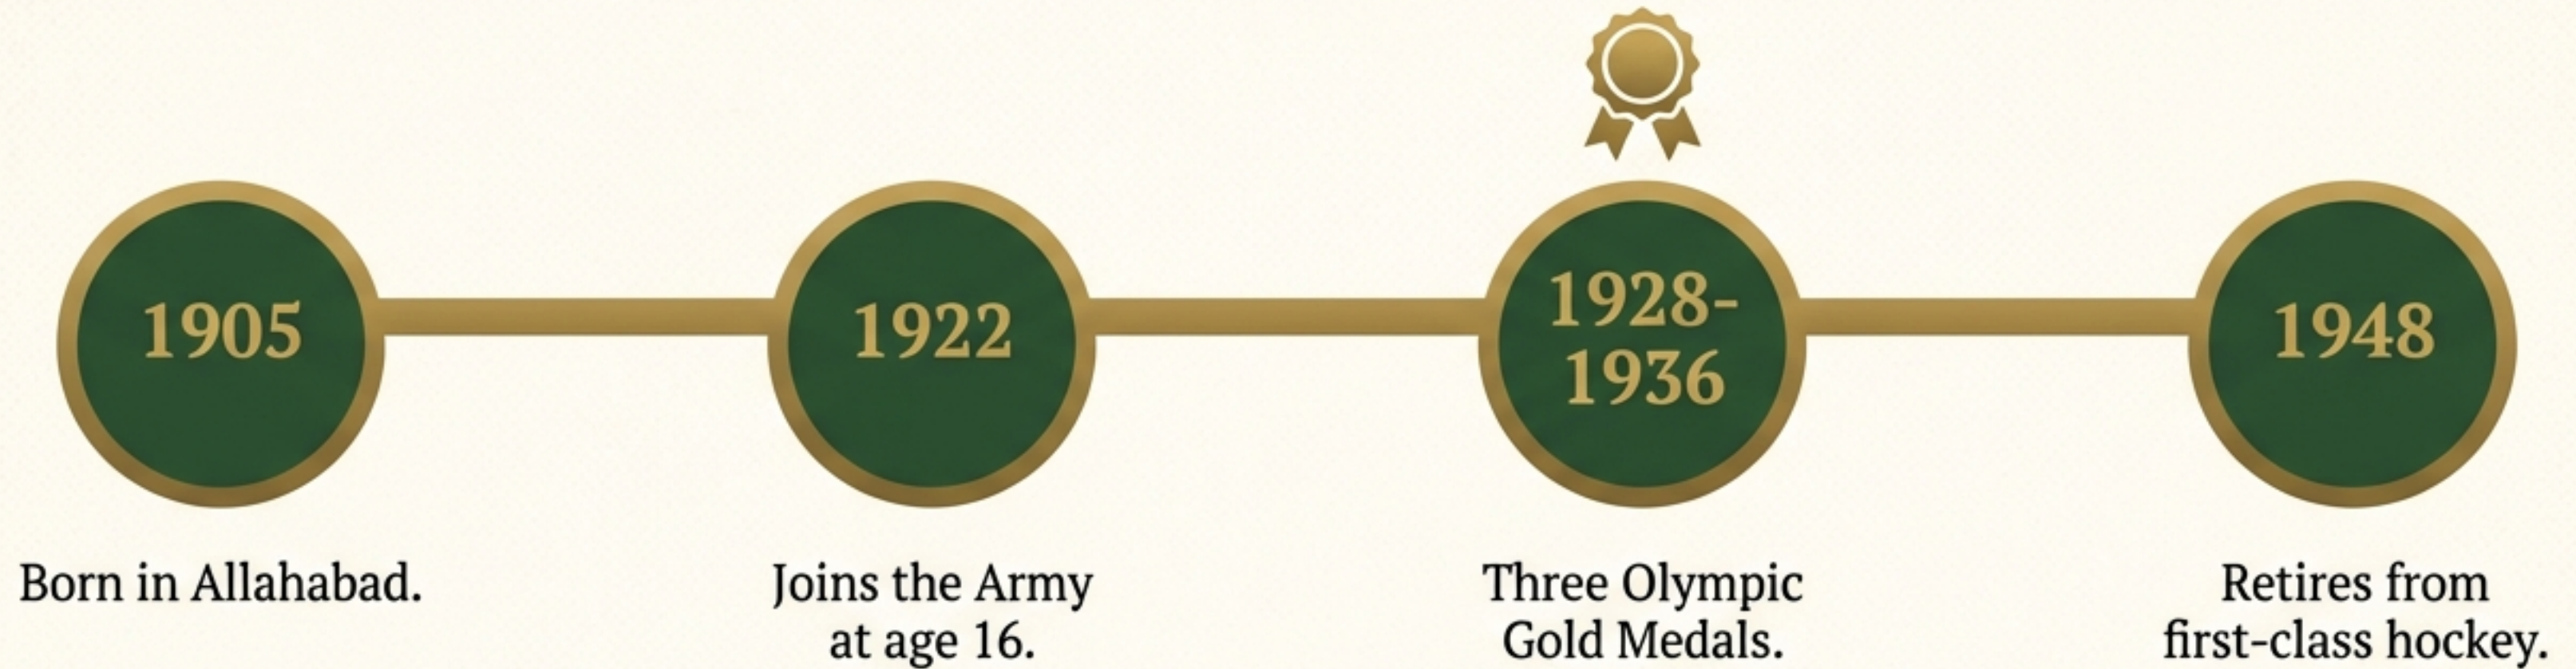 1905
1922
1928-
1936
1948
Born in Allahabad.
Joins the Army
at age 16.
Three Olympic
Gold Medals.
Retires from
first-class hockey.